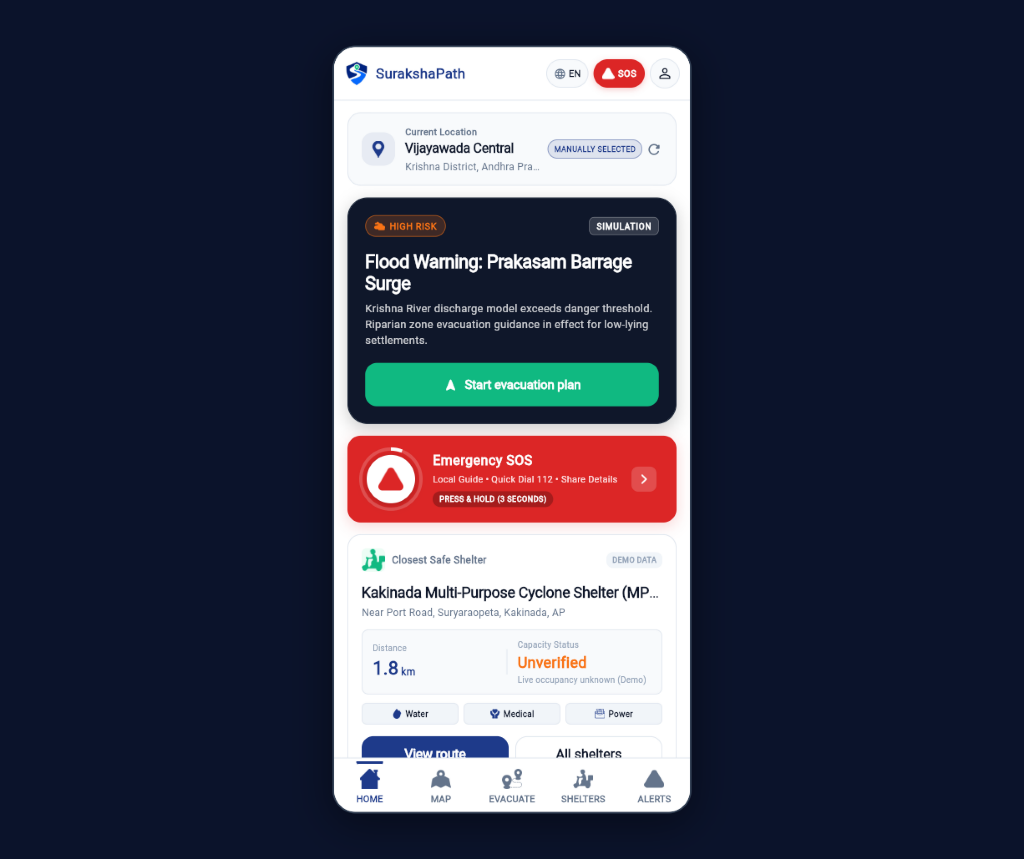 SurakshaPath
EN
SOS
Current Location
Vijayawada Central
Krishna District, Andhra Pra...
MANUALLY SELECTED
HIGH RISK
SIMULATION
Flood Warning: Prakasam Barrage
Surge
Krishna River discharge model exceeds danger threshold.
Riparian zone evacuation guidance in effect for low-lying
settlements.
Start evacuation plan
Emergency SOS
Local Guide • Quick Dial 112 • Share Details
PRESS & HOLD (3 SECONDS)
Closest Safe Shelter
DEMO DATA
Kakinada Multi-Purpose Cyclone Shelter (MP...
Near Port Road, Suryaraopeta, Kakinada, AP
Distance
1.8 km
Capacity Status
Unverified
Live occupancy unknown (Demo)
Water
Medical
Power
View route
All shelters
HOME
MAP
EVACUATE
SHELTERS
ALERTS